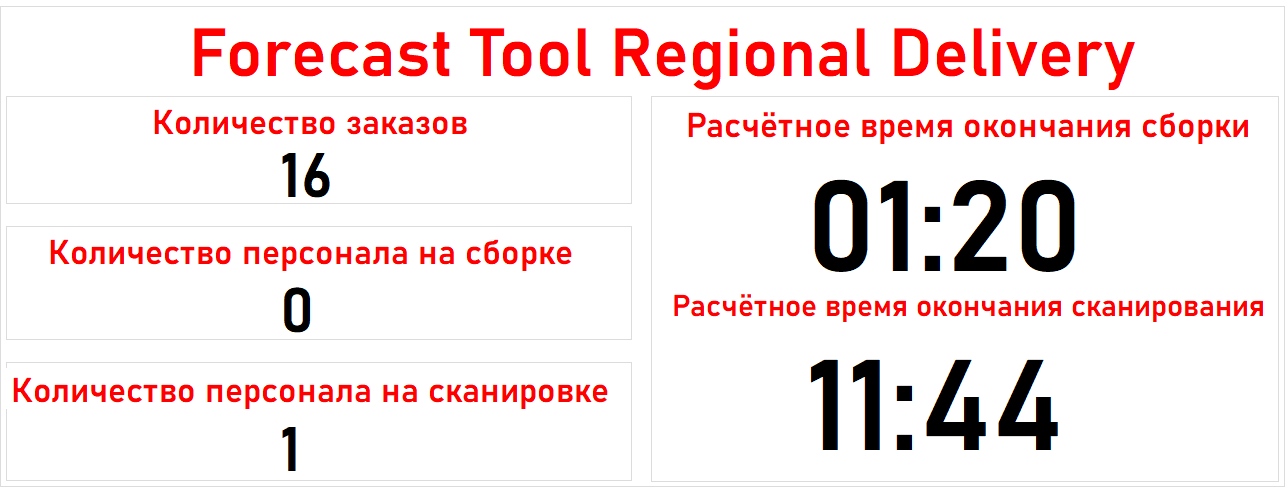 Forecast Tool Regional Delivery
Количество заказов
16
Количество персонала на сборке
0
Количество персонала на сканировке
1
Расчётное время окончания сборки
01:20
Расчётное время окончания сканирования
11:44